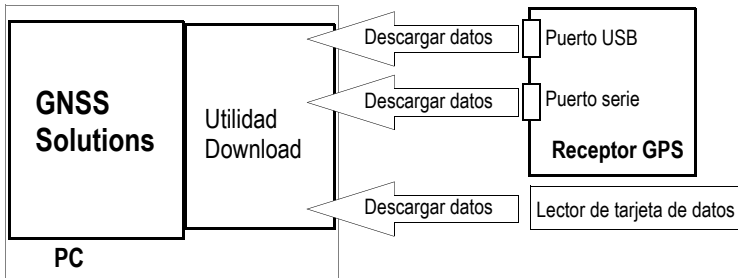 GNSS
Solutions
Utilidad
Download
PC
Descargar datos
Descargar datos
Descargar datos
Puerto USB
Puerto serie
Receptor GPS
Lector de tarjeta de datos